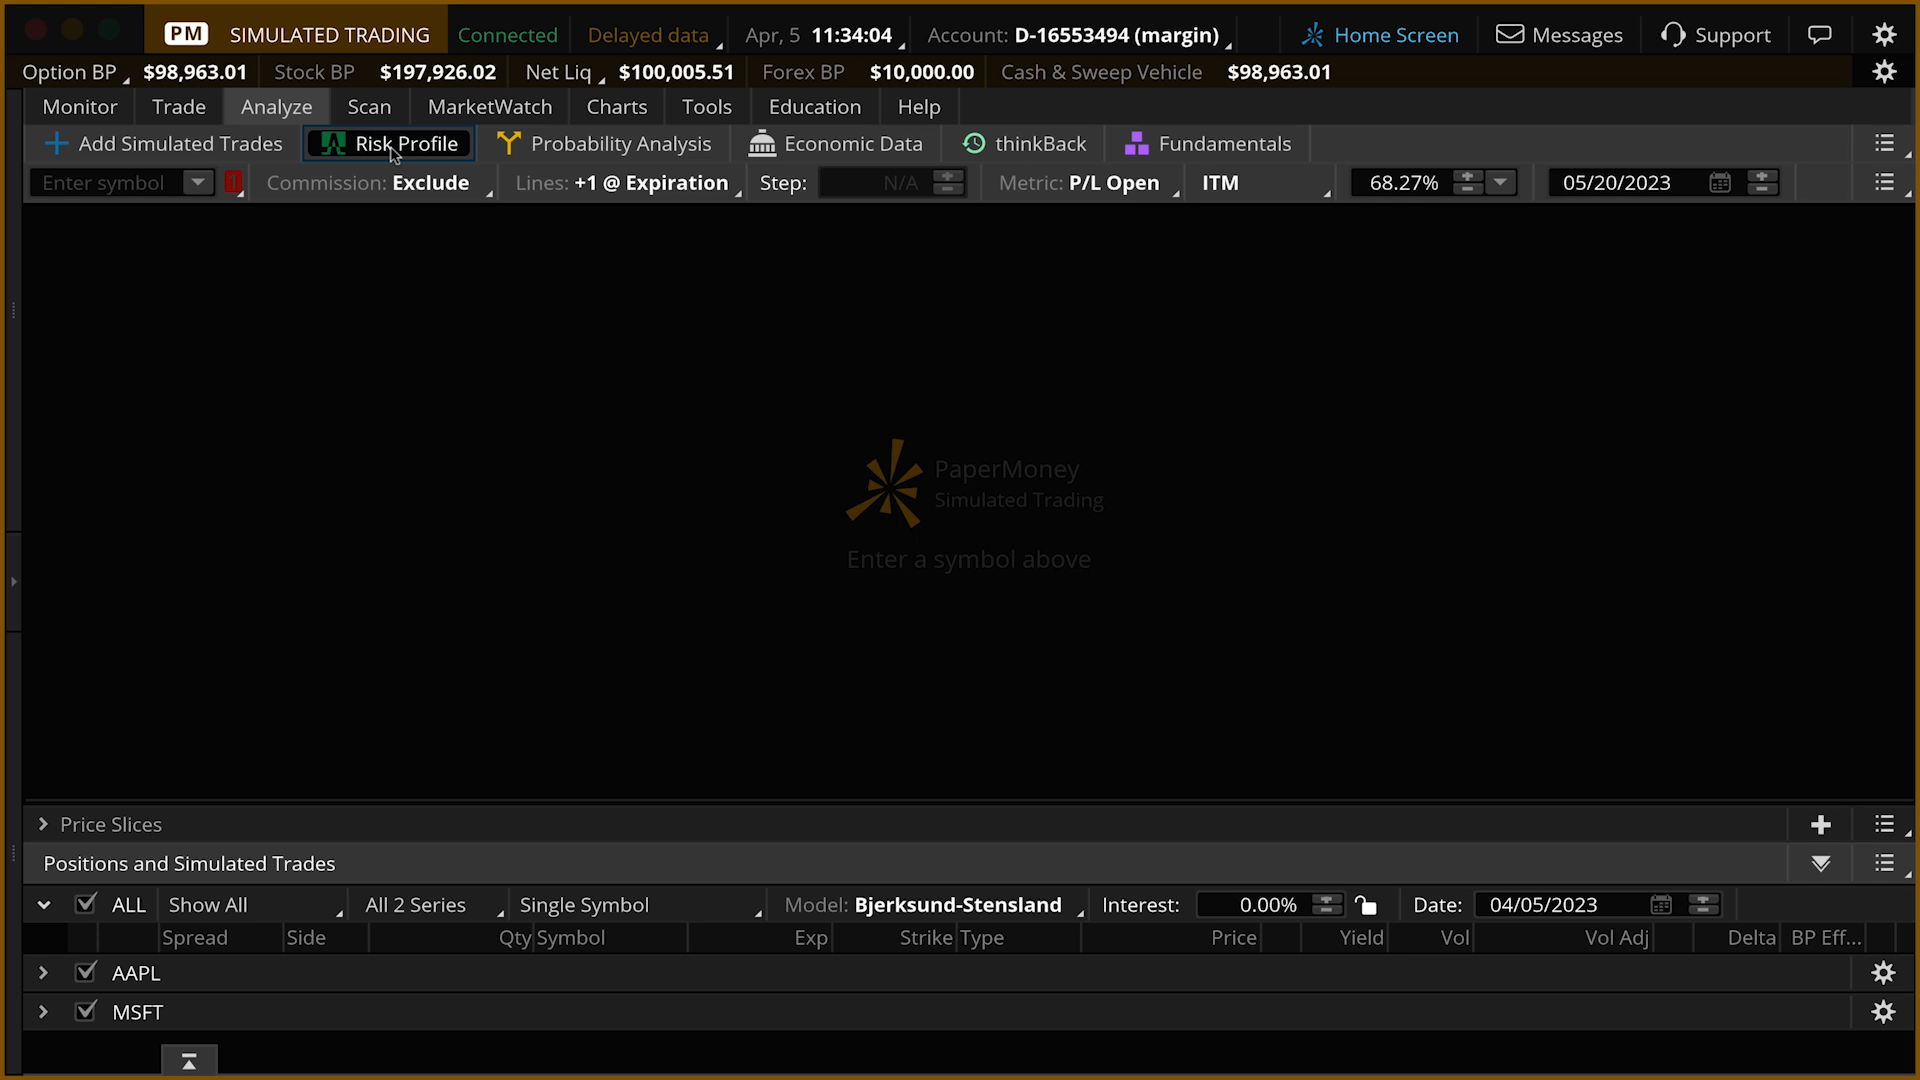 PM SIMULATED TRADING Connected Delayed data Apr, 5 11:34:04 Account: D-16553494 (margin) Home Screen Messages Support
Option BP $98,963.01 Stock BP $197,926.02 Net Liq $100,005.51 Forex BP $10,000.00 Cash & Sweep Vehicle $98,963.01
Monitor Trade Analyze Scan MarketWatch Charts Tools Education Help
Add Simulated Trades Risk Profile Probability Analysis Economic Data thinkBack Fundamentals
Enter symbol 1 Commission: Exclude Lines: +1 @ Expiration Step: N/A Metric: P/L Open ITM 68.27% 05/20/2023
PaperMoney
Simulated Trading
Enter a symbol above
Price Slices
Positions and Simulated Trades
ALL Show All All 2 Series Single Symbol Model: Bjerksund-Stensland Interest: 0.00% Date: 04/05/2023
Spread Side Qty Symbol Exp Strike Type Price Yield Vol Vol Adj Delta BP Eff...
AAPL
MSFT